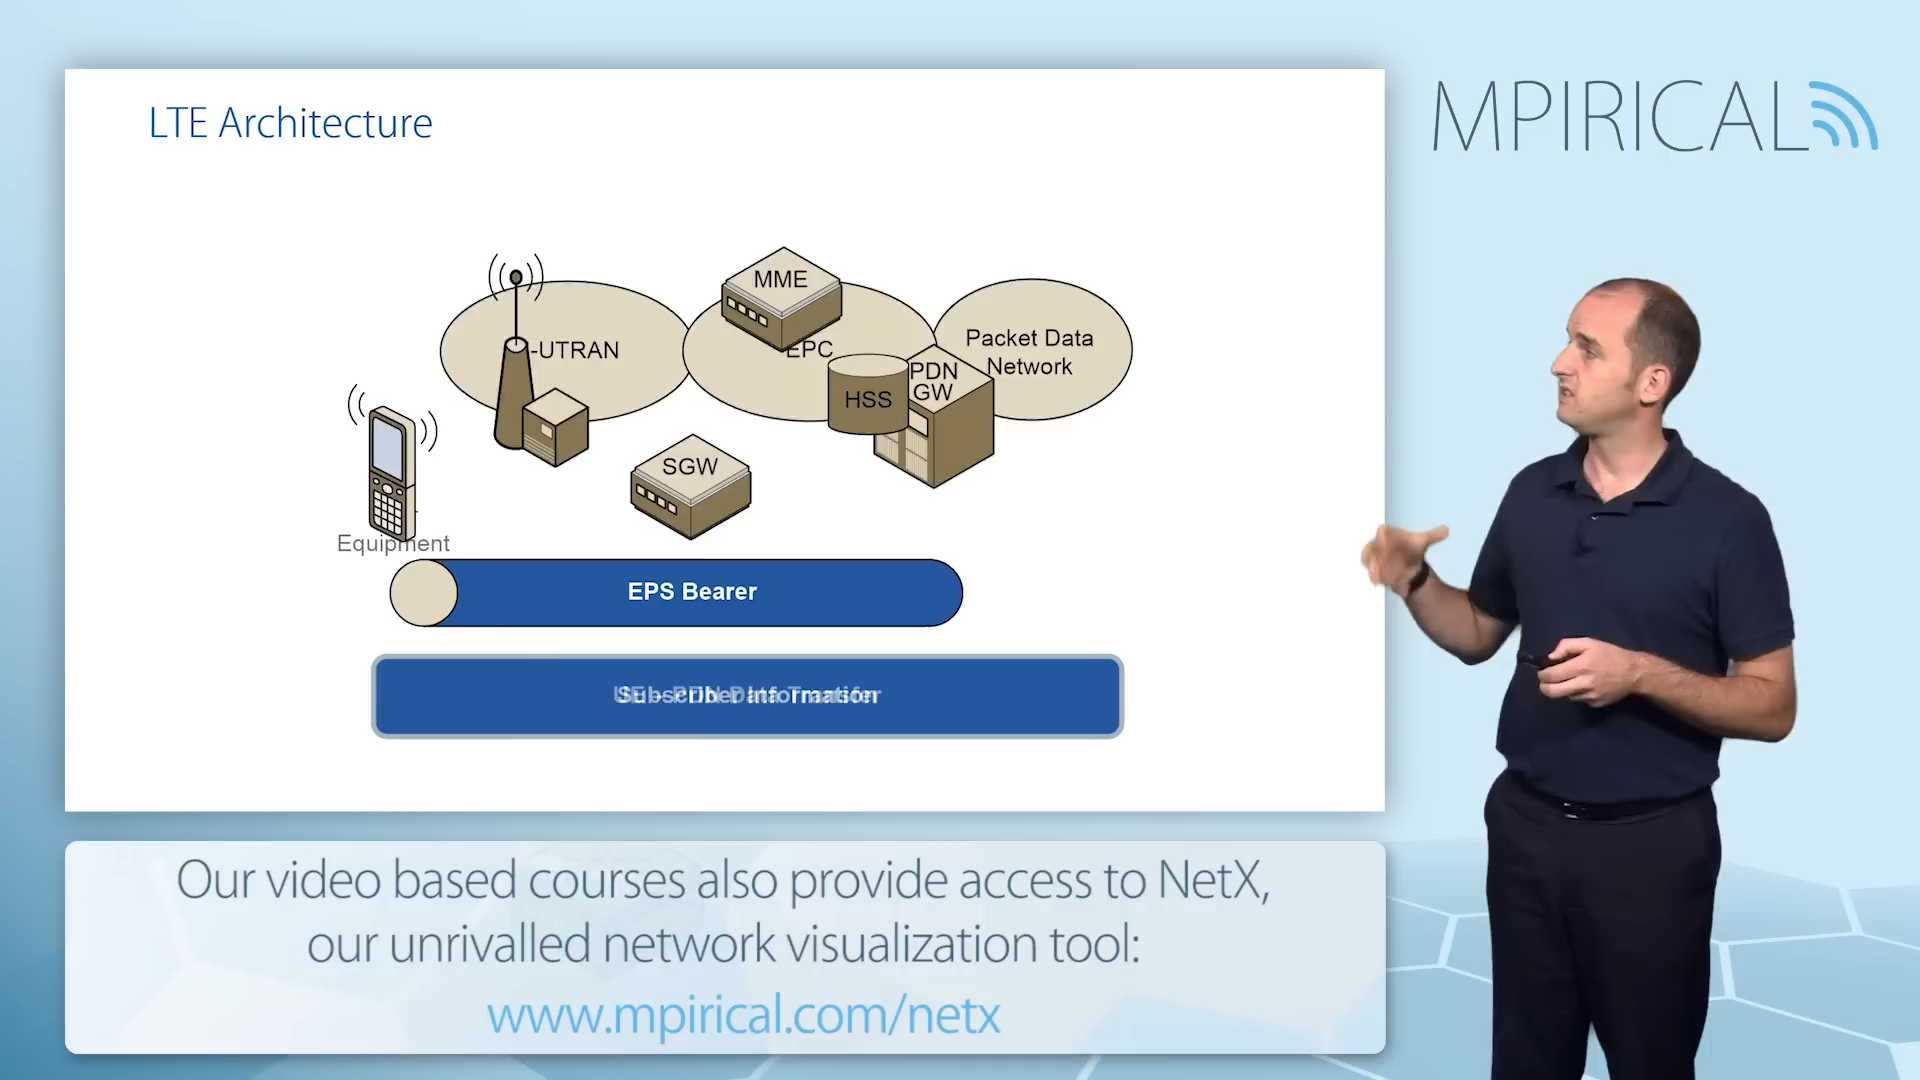 LTE Architecture
MPIRICAL
MME
-UTRAN
EPC
Packet Data
Network
PDN
GW
HSS
SGW
Equipment
EPS Bearer
Our video based courses also provide access to NetX,
our unrivalled network visualization tool:
www.mpirical.com/netx